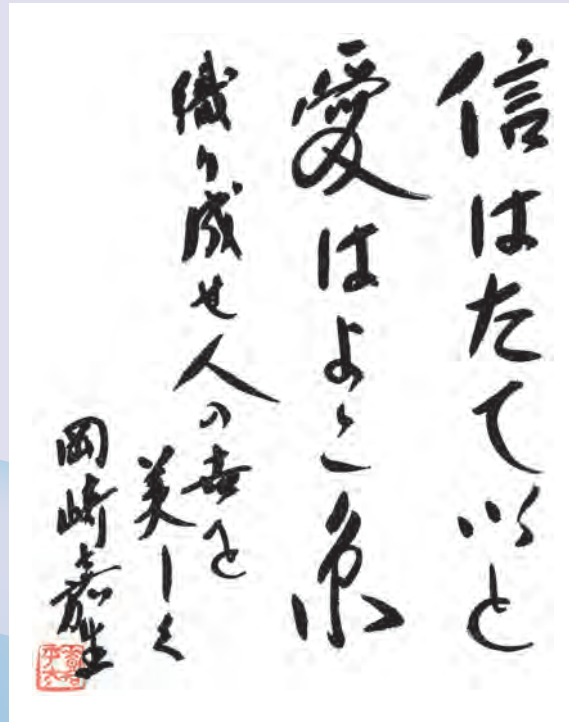 信はたていと
愛はよこ糸
織り成せ人の世を
美しく
岡崎嘉平太